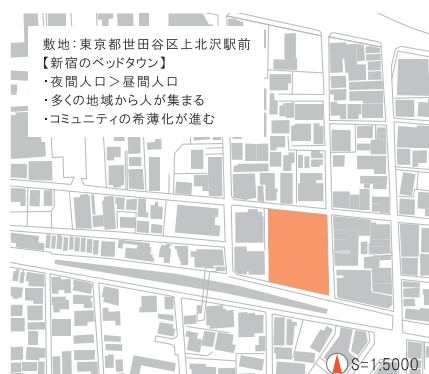 敷地：東京都世田谷区上北沢駅前
【新宿のベッドタウン】
・夜間人口＞昼間人口
・多くの地域から人が集まる
・コミュニティの希薄化が進む
S=1:5000